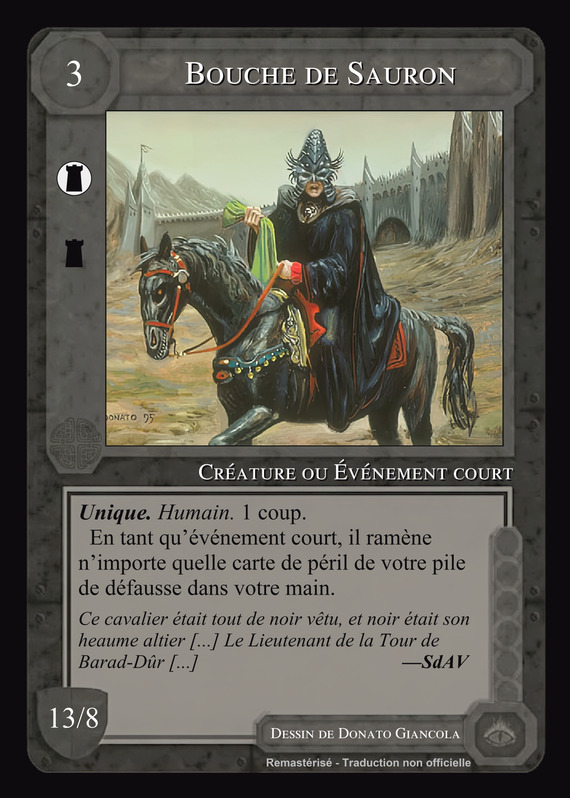 3
Bouche de Sauron
DONATO 95
Créature ou Événement court
Unique. Humain. 1 coup.
En tant qu'événement court, il ramène
n'importe quelle carte de péril de votre pile
de défausse dans votre main.
Ce cavalier était tout de noir vêtu, et noir était son
heaume altier [...] Le Lieutenant de la Tour de
Barad-Dûr [...] —SdAV
13/8
Dessin de Donato Giancola
Remastérisé - Traduction non officielle